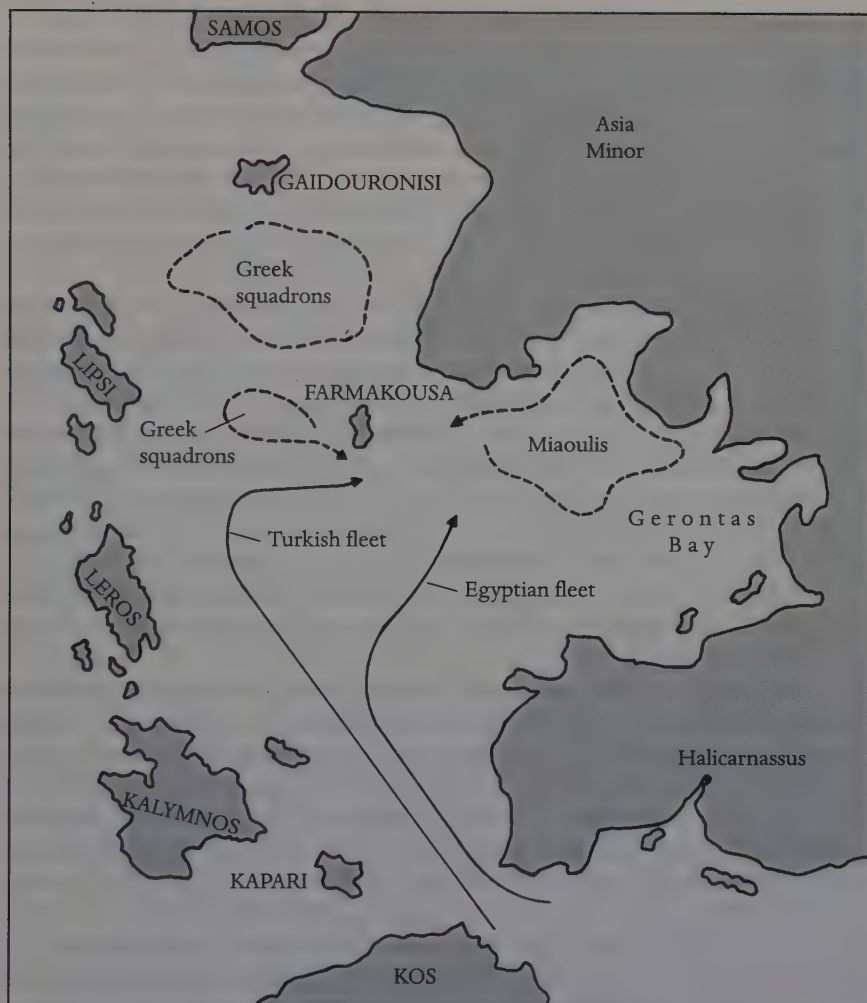 SAMOS
Asia
Minor
GAIDOURONISI
Greek
squadrons
LIPSI
FARMAKOUSA
Greek
squadrons
Miaoulis
Gerontas
Bay
Turkish fleet
LEROS
Egyptian fleet
Halicarnassus
KALYMNOS
KAPARI
KOS